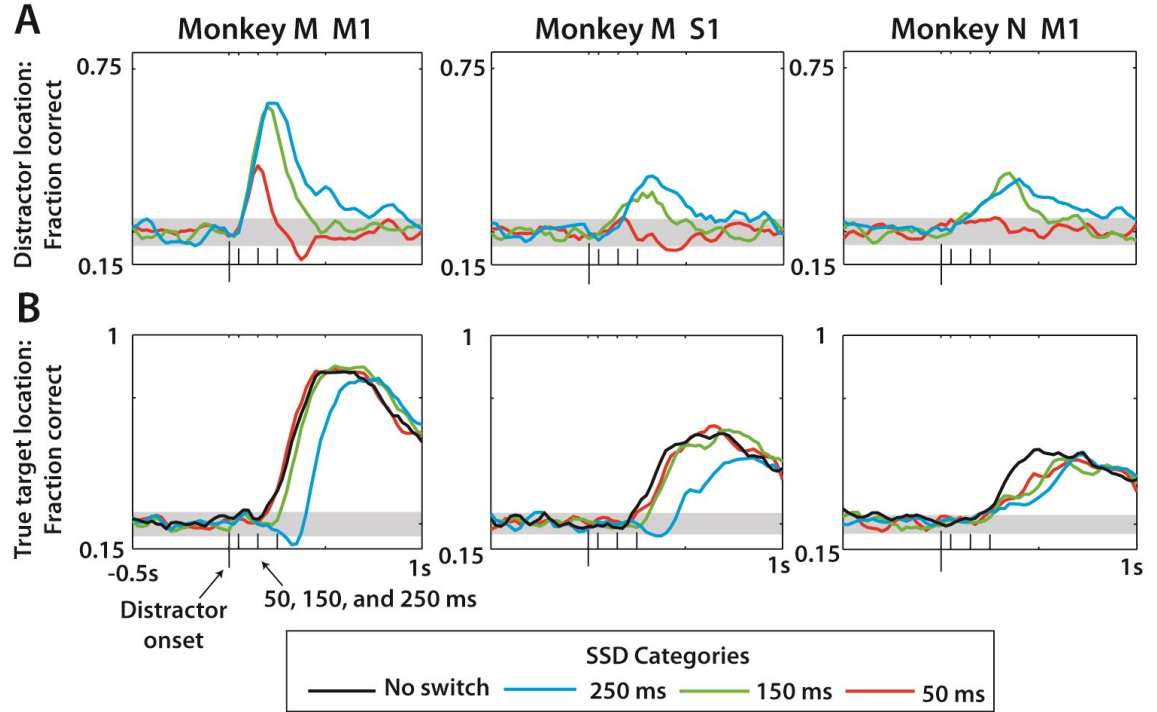 A
Monkey M M1
Monkey M S1
Monkey N M1
Distractor location:
Fraction correct
0.75
0.15
0.75
0.15
0.75
0.15
B
True target location:
Fraction correct
1
0.15
1
0.15
1
0.15
-0.5s
1s
1s
1s
Distractor
onset
50, 150, and 250 ms
SSD Categories
No switch
250 ms
150 ms
50 ms